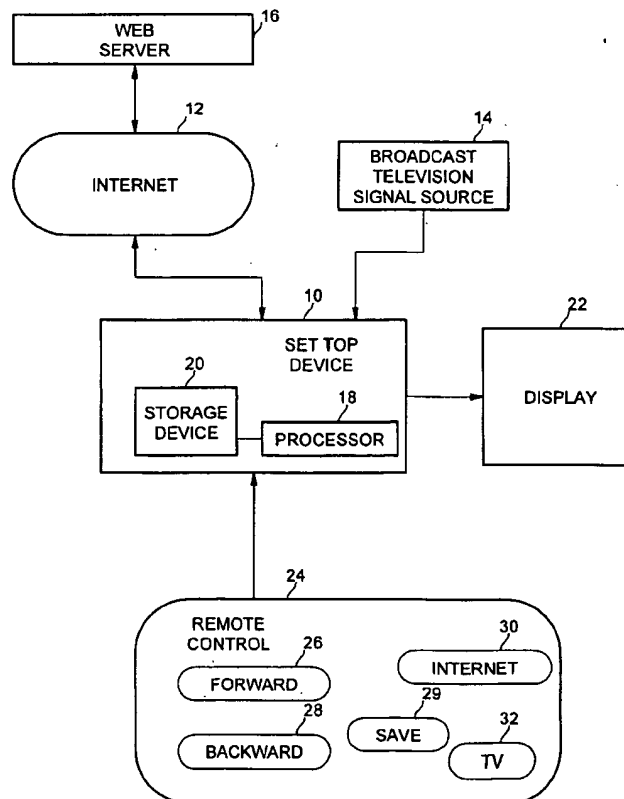 16
WEB
SERVER
12
INTERNET
14
BROADCAST
TELEVISION
SIGNAL SOURCE
10
SET TOP
DEVICE
20
STORAGE
DEVICE
18
PROCESSOR
22
DISPLAY
24
REMOTE
CONTROL
26
FORWARD
28
BACKWARD
30
INTERNET
29
SAVE
32
TV